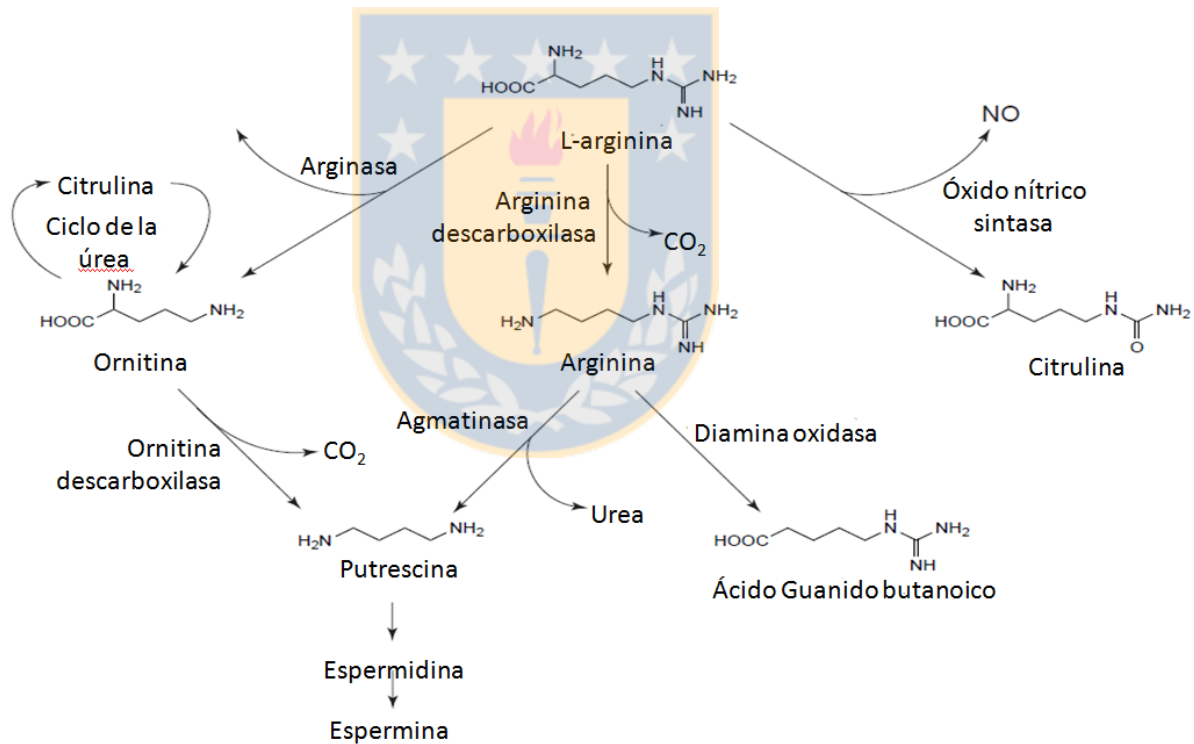 NH₂
H
N
NH₂
HOOC
NH
L-arginina
NO
Arginasa
Citrulina
Ciclo de la
úrea
Arginina
descarboxilasa
CO₂
Óxido nítrico
sintasa
NH₂
HOOC
NH₂
Ornitina
H₂N
H
N
NH₂
NH
Arginina
NH₂
HOOC
H
N
NH₂
O
Citrulina
Agmatinasa
Diamina oxidasa
Ornitina
descarboxilasa
CO₂
Urea
H₂N
NH₂
Putrescina
HOOC
H
N
NH₂
NH
Ácido Guanido butanoico
Espermidina
Espermina